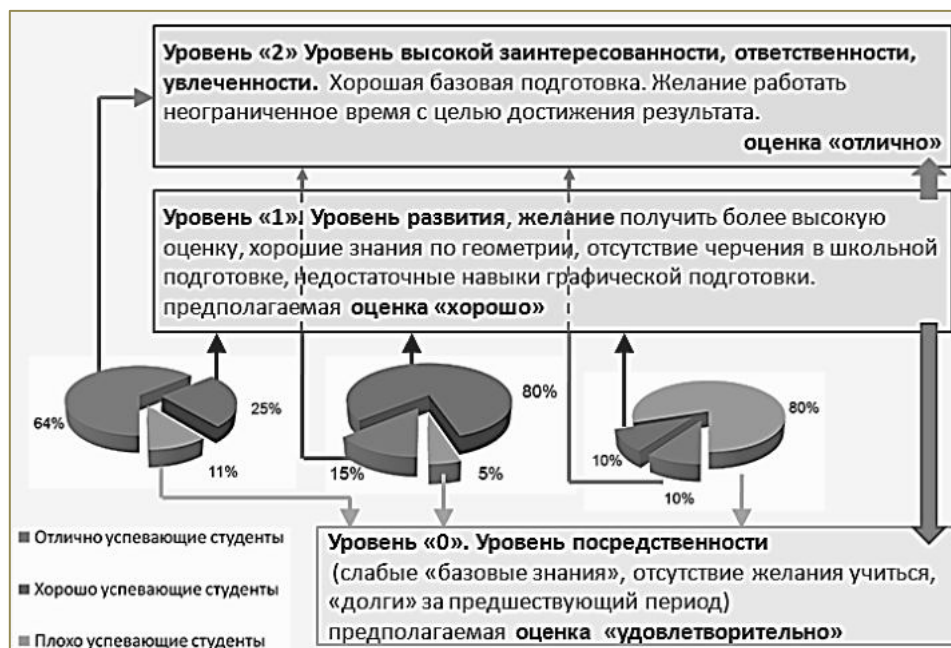 Уровень «2» Уровень высокой заинтересованности, ответственности,
увлеченности. Хорошая базовая подготовка. Желание работать
неограниченное время с целью достижения результата.
оценка «отлично»
Уровень «1». Уровень развития, желание получить более высокую
оценку, хорошие знания по геометрии, отсутствие черчения в школьной
подготовке, недостаточные навыки графической подготовки.
предполагаемая оценка «хорошо»
64%
25%
11%
80%
15%
5%
80%
10%
10%
Отлично успевающие студенты
Хорошо успевающие студенты
Плохо успевающие студенты
Уровень «0». Уровень посредственности
(слабые «базовые знания», отсутствие желания учиться,
«долги» за предшествующий период)
предполагаемая оценка «удовлетворительно»